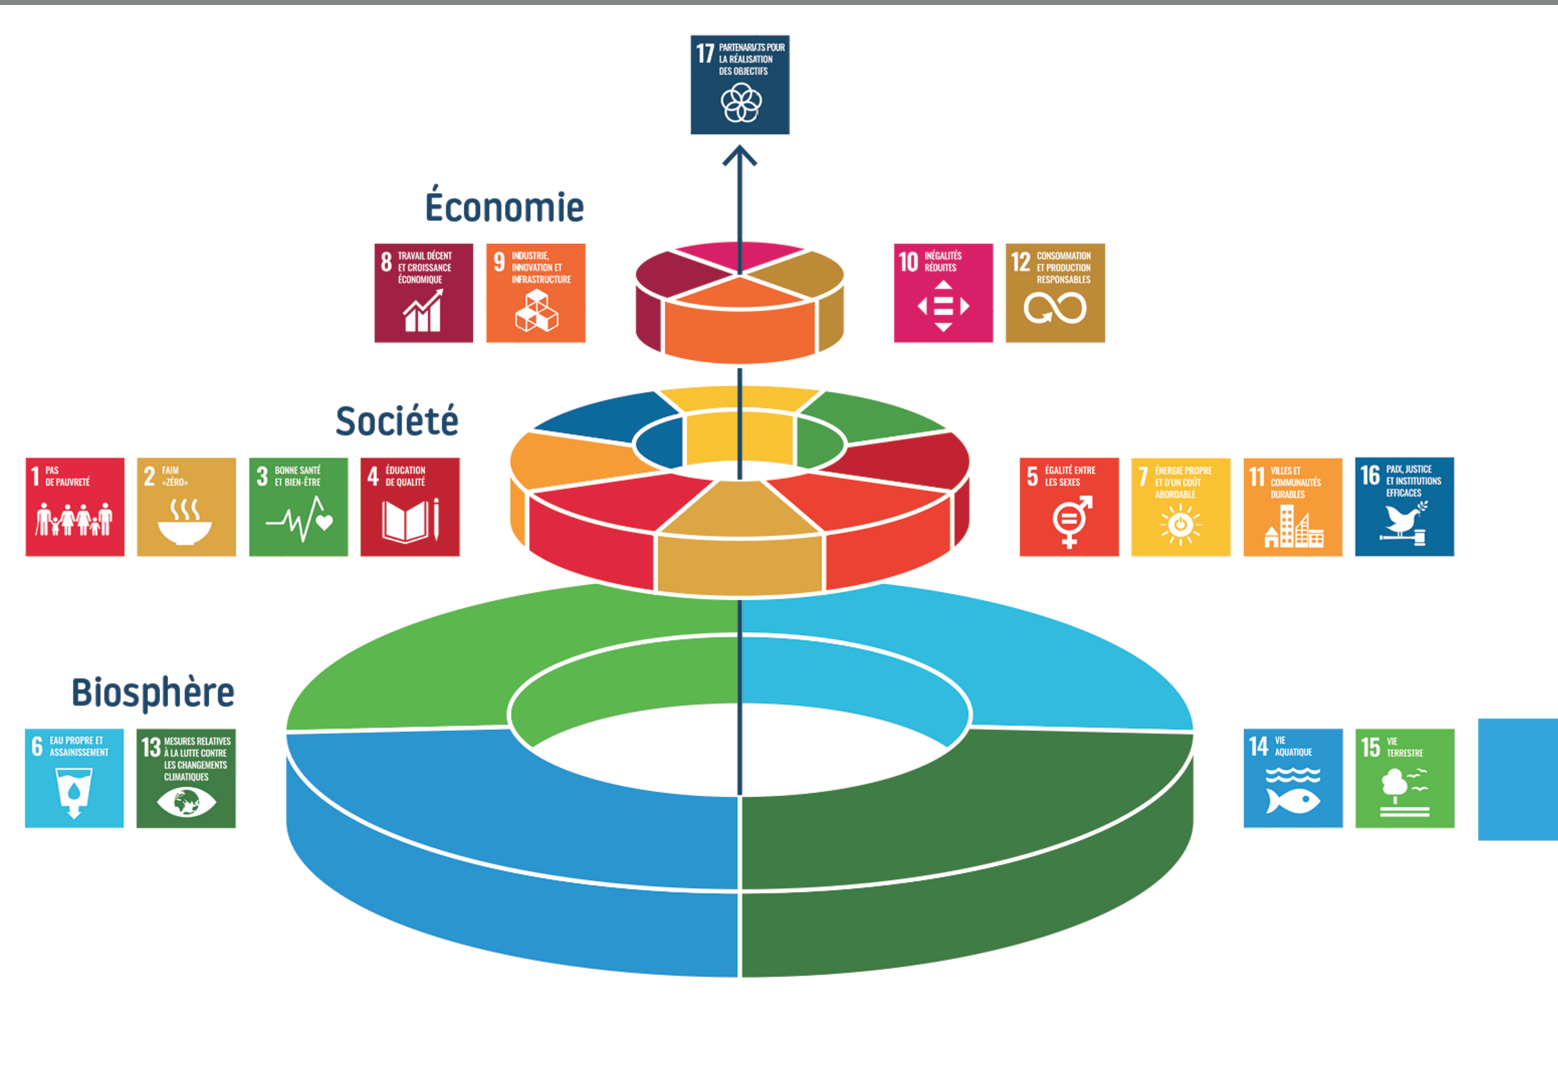 17 PARTENARIATS POUR
LA RÉALISATION
DES OBJECTIFS
Économie
8 TRAVAIL DÉCENT
ET CROISSANCE
ÉCONOMIQUE
9 INDUSTRIE,
INNOVATION ET
INFRASTRUCTURE
10 INÉGALITÉS
RÉDUITES
12 CONSOMMATION
ET PRODUCTION
RESPONSABLES
Société
1 PAS
DE PAUVRETÉ
2 FAIM
«ZÉRO»
3 BONNE SANTÉ
ET BIEN-ÊTRE
4 ÉDUCATION
DE QUALITÉ
5 ÉGALITÉ ENTRE
LES SEXES
7 ÉNERGIE PROPRE
ET D'UN COÛT
ABORDABLE
11 VILLES ET
COMMUNAUTÉS
DURABLES
16 PAIX, JUSTICE
ET INSTITUTIONS
EFFICACES
Biosphère
6 EAU PROPRE ET
ASSAINISSEMENT
13 MESURES RELATIVES
À LA LUTTE CONTRE
LES CHANGEMENTS
CLIMATIQUES
14 VIE
AQUATIQUE
15 VIE
TERRESTRE